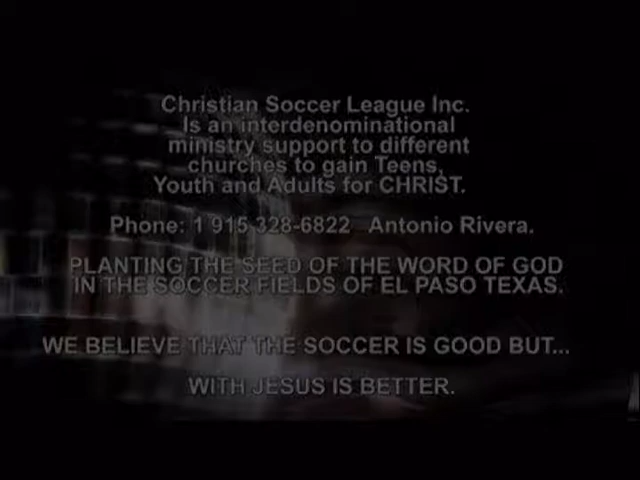 Christian Soccer League Inc.
Is an interdenominational
ministry support to different
churches to gain Teens,
Youth and Adults for CHRIST.
Phone: 1 915 328-6822 Antonio Rivera.
PLANTING THE SEED OF THE WORD OF GOD
IN THE SOCCER FIELDS OF EL PASO TEXAS.
WE BELIEVE THAT THE SOCCER IS GOOD BUT...
WITH JESUS IS BETTER.